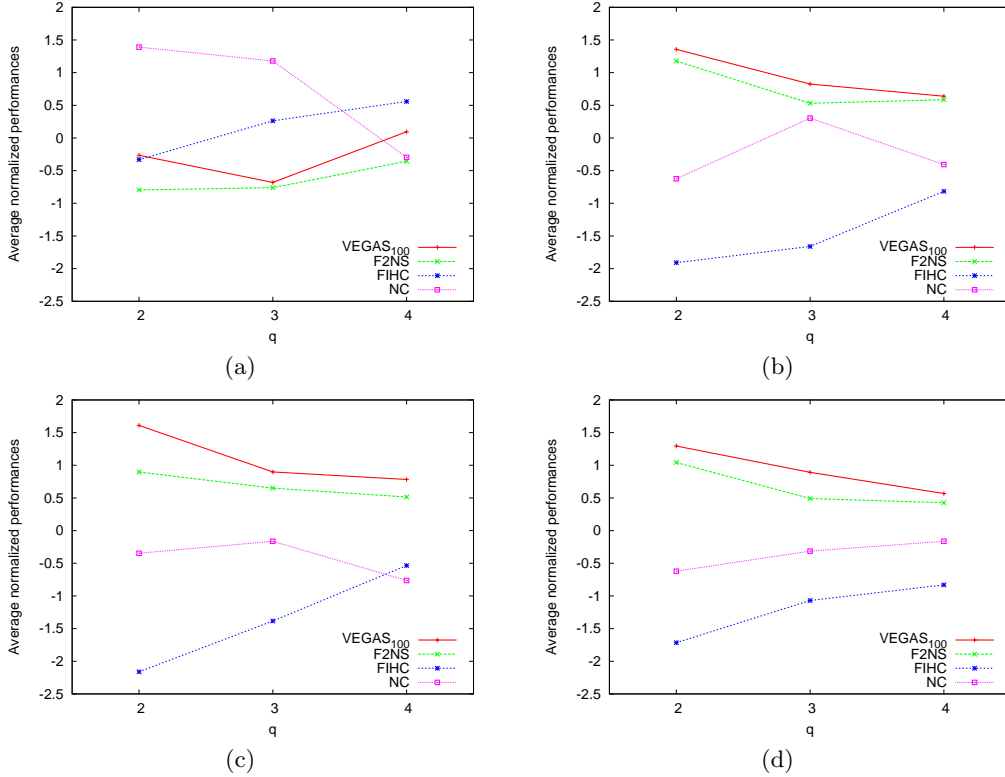 2
1.5
1
0.5
0
-0.5
-1
-1.5
-2
-2.5
Average normalized performances
VEGAS100
F2NS
FIHC
NC
2 3 4
q
(a)
2
1.5
1
0.5
0
-0.5
-1
-1.5
-2
-2.5
Average normalized performances
VEGAS100
F2NS
FIHC
NC
2 3 4
q
(b)
2
1.5
1
0.5
0
-0.5
-1
-1.5
-2
-2.5
Average normalized performances
VEGAS100
F2NS
FIHC
NC
2 3 4
q
(c)
2
1.5
1
0.5
0
-0.5
-1
-1.5
-2
-2.5
Average normalized performances
VEGAS100
F2NS
FIHC
NC
2 3 4
q
(d)